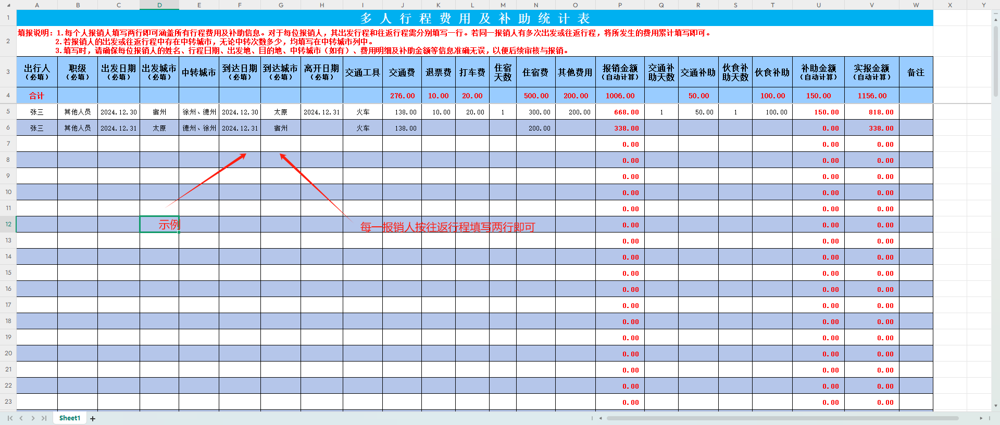 A B C D E F G H I J K L M N O P Q R S T U V W X Y
1 多人行程费用及补助统计表
2 填报说明：1.每个人报销人填写两行即可涵盖所有行程费用及补助信息。对于每位报销人，其出发行程和往返行程需分别填写一行。若同一报销人有多次出发或往返行程，将所发生的费用累计填写即可。
2.若报销人的出发或往返行程中存在中转城市，无论中转次数多少，均填写在中转城市列中。
3.填写时，请确保每位报销人的姓名、行程日期、出发地、目的地、中转城市（如有）、费用明细及补助金额等信息准确无误，以便后续审核与报销。
3 出行人（必填） 职级（必填） 出发日期（必填） 出发城市（必填） 中转城市 到达日期（必填） 到达城市（必填） 离开日期（必填） 交通工具 交通费 退票费 打车费 住宿天数 住宿费 其他费用 报销金额（自动计算） 交通补助天数 交通补助 伙食补助天数 伙食补助 补助金额（自动计算） 实报金额（自动计算） 备注
4 合计 276.00 10.00 20.00 500.00 200.00 1006.00 50.00 100.00 150.00 1156.00
5 张三 其他人员 2024.12.30 宿州 徐州、德州 2024.12.30 太原 2024.12.31 火车 138.00 10.00 20.00 1 300.00 200.00 668.00 1 50.00 1 100.00 150.00 818.00
6 张三 其他人员 2024.12.31 太原 德州、徐州 2024.12.31 宿州 火车 138.00 200.00 338.00 0.00 338.00
7 0.00 0.00 0.00
8 0.00 0.00 0.00
9 0.00 0.00 0.00
10 0.00 0.00 0.00
11 0.00 0.00 0.00
12 示例 每一报销人按往返行程填写两行即可 0.00 0.00 0.00
13 0.00 0.00 0.00
14 0.00 0.00 0.00
15 0.00 0.00 0.00
16 0.00 0.00 0.00
17 0.00 0.00 0.00
18 0.00 0.00 0.00
19 0.00 0.00 0.00
20 0.00 0.00 0.00
21 0.00 0.00 0.00
22 0.00 0.00 0.00
23 0.00 0.00 0.00
Sheet1 +